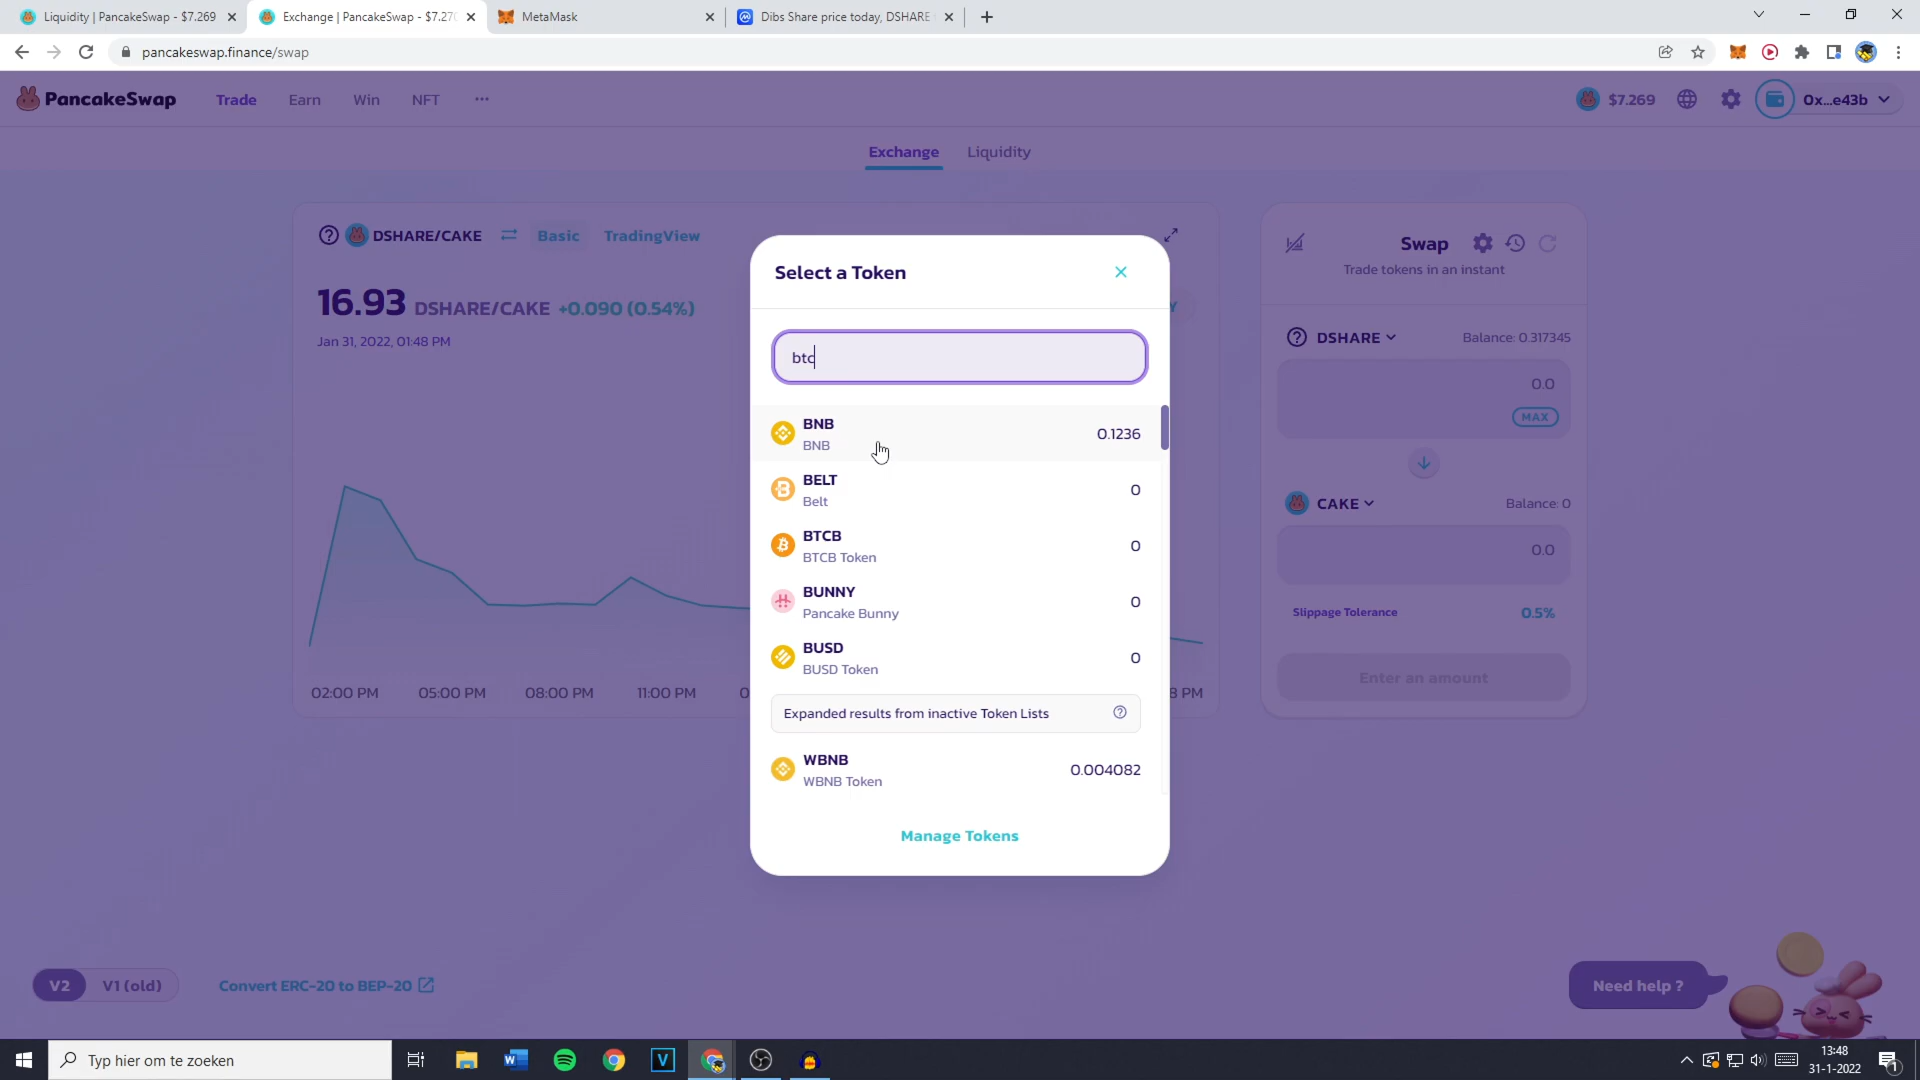 Liquidity | PancakeSwap - $7.269
Exchange | PancakeSwap - $7.270
MetaMask
Dibs Share price today, DSHARE
pancakeswap.finance/swap
PancakeSwap
Trade
Earn
Win
NFT
$7.269
0x...e43b
Exchange
Liquidity
DSHARE/CAKE
Basic
TradingView
16.93 DSHARE/CAKE +0.090 (0.54%)
Jan 31, 2022, 01:48 PM
02:00 PM
05:00 PM
08:00 PM
11:00 PM
Select a Token
btc
BNB
BNB
0.1236
BELT
Belt
0
BTCB
BTCB Token
0
BUNNY
Pancake Bunny
0
BUSD
BUSD Token
0
Expanded results from inactive Token Lists
WBNB
WBNB Token
0.004082
Manage Tokens
Swap
Trade tokens in an instant
DSHARE
Balance: 0.317345
0.0
MAX
CAKE
Balance: 0
0.0
Slippage Tolerance
0.5%
Enter an amount
V2
V1 (old)
Convert ERC-20 to BEP-20
Need help ?
Typ hier om te zoeken
13:48
31-1-2022
1